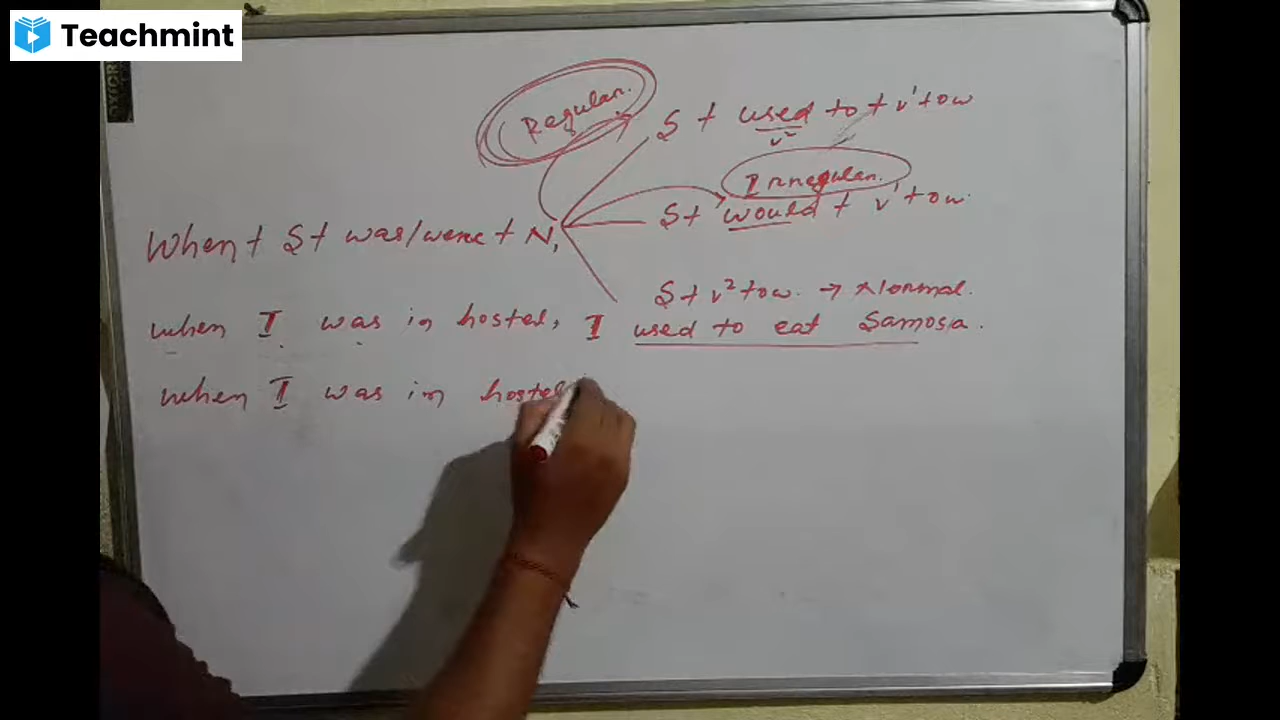 Teachmint
Regular.
S + used to + v¹ + ow
v²
Irregular.
S + would + v¹ + ow.
When + S + was/were + N,
S + v² + ow. → Normal.
when I was in hostel, I used to eat Samosa.
when I was in hostel